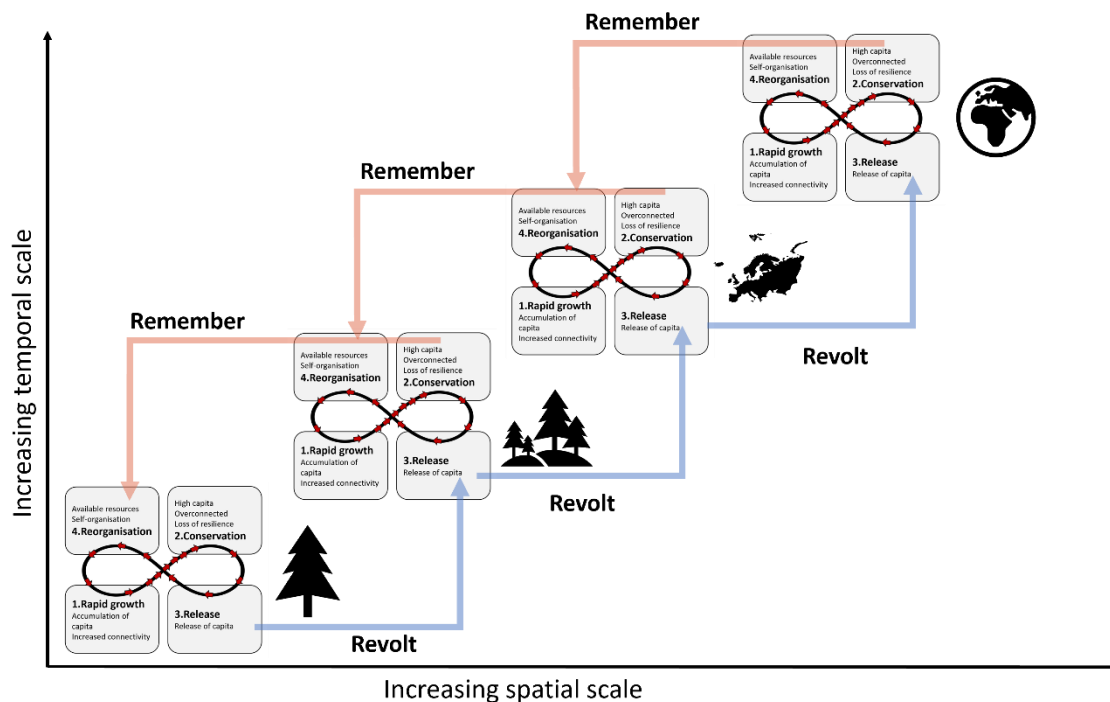 Remember
High capita
Overconnected
Loss of resilience
2.Conservation
Available resources
Self-organisation
4.Reorganisation
1.Rapid growth
Accumulation of
capita
Increased connectivity
3.Release
Release of capita
Remember
Available resources
Self-organisation
4.Reorganisation
High capita
Overconnected
Loss of resilience
2.Conservation
1.Rapid growth
Accumulation of
capita
Increased connectivity
3.Release
Release of capita
Revolt
Remember
Available resources
Self-organisation
4.Reorganisation
High capita
Overconnected
Loss of resilience
2.Conservation
1.Rapid growth
Accumulation of
capita
Increased connectivity
3.Release
Release of capita
Revolt
Available resources
Self-organisation
4.Reorganisation
High capita
Overconnected
Loss of resilience
2.Conservation
1.Rapid growth
Accumulation of
capita
Increased connectivity
3.Release
Release of capita
Revolt
Increasing temporal scale
Increasing spatial scale